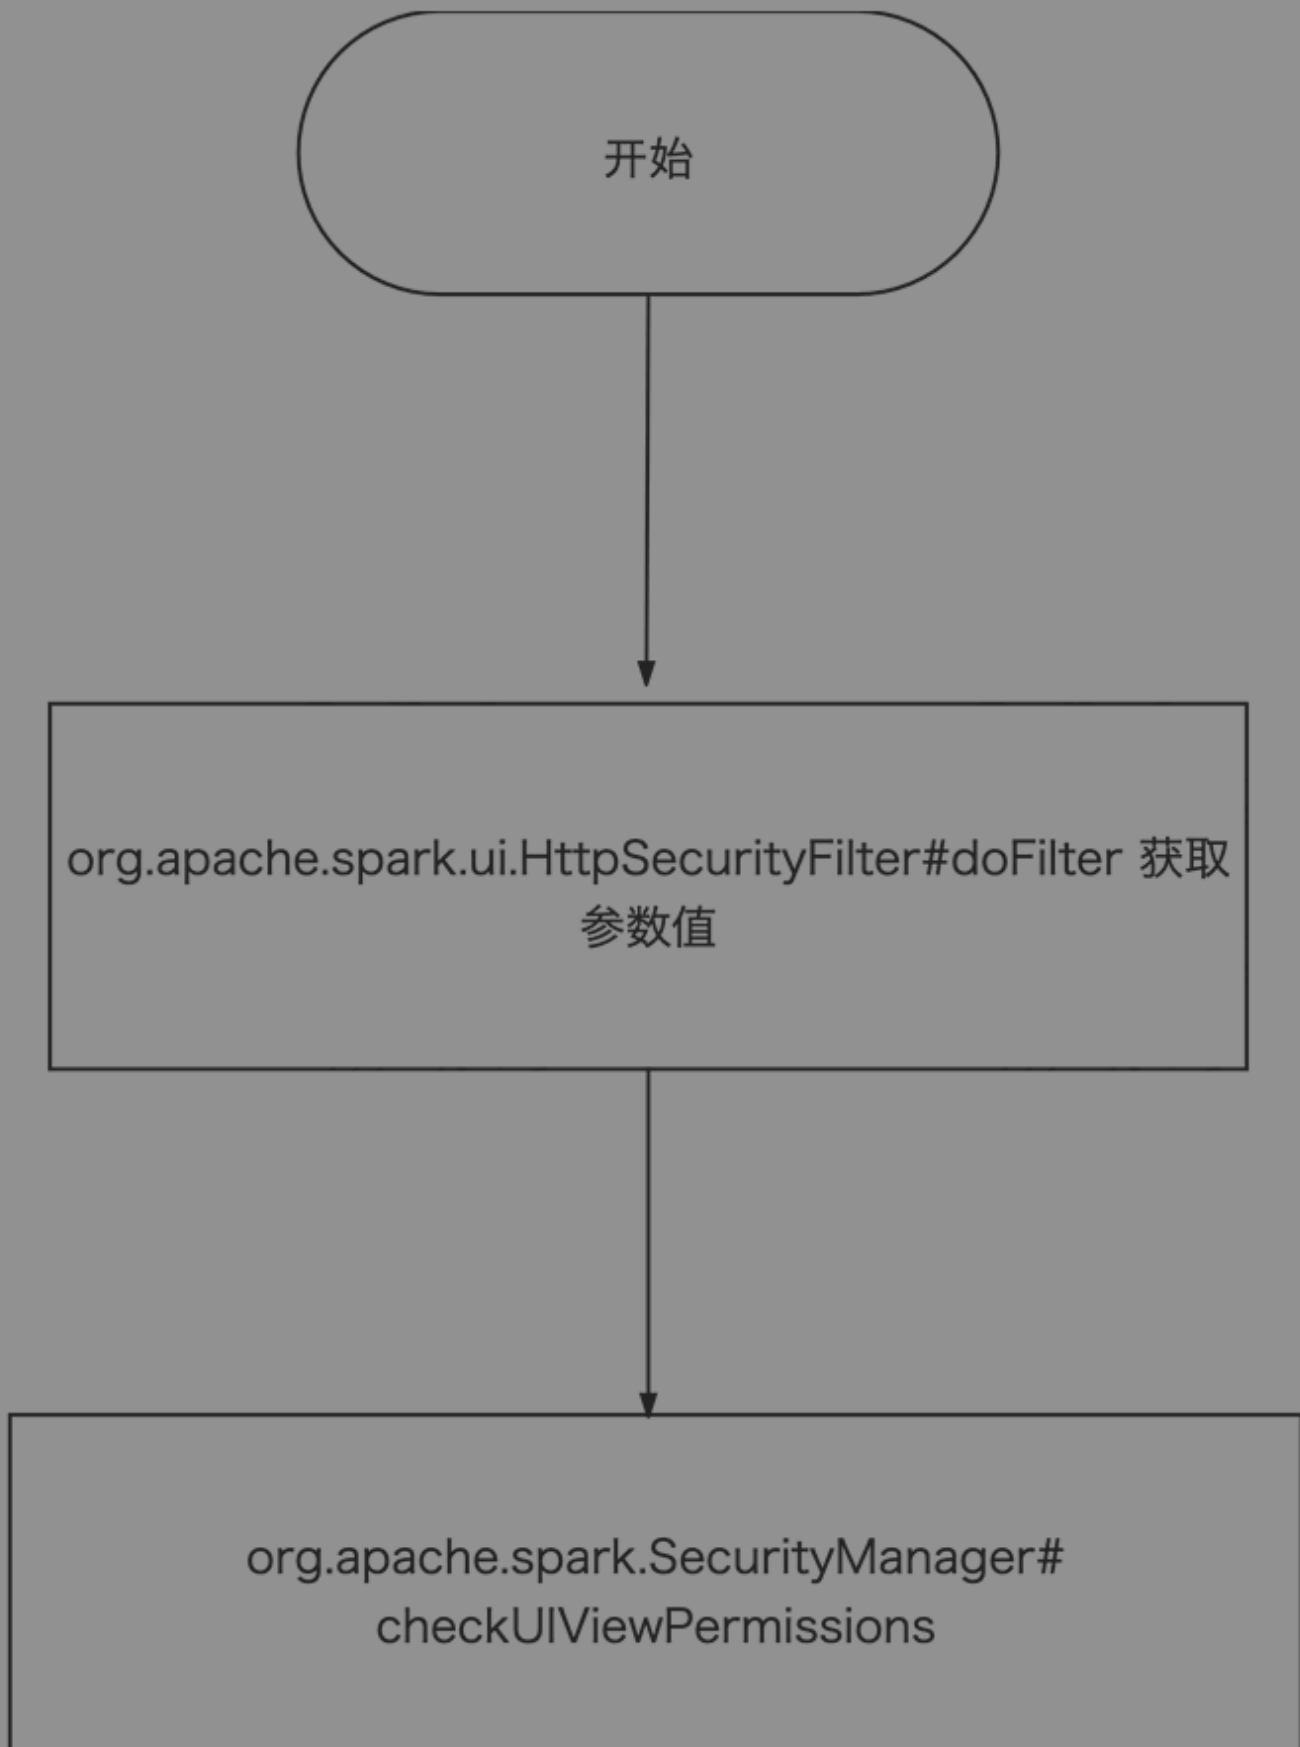 开始
org.apache.spark.ui.HttpSecurityFilter#doFilter 获取
参数值
org.apache.spark.SecurityManager#
checkUIViewPermissions